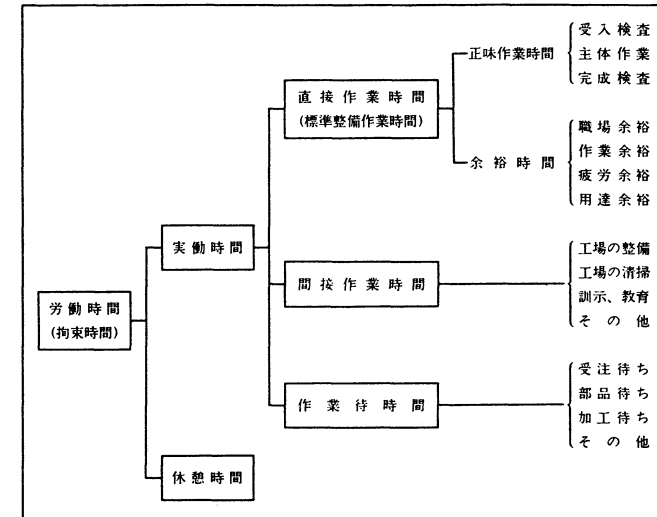 受入検査
正味作業時間
主体作業
完成検査
直接作業時間
(標準整備作業時間)
職場余裕
作業余裕
余裕時間
疲労余裕
用達余裕
実働時間
工場の整備
工場の清掃
間接作業時間
訓示、教育
その他
労働時間
(拘束時間)
受注待ち
部品待ち
作業待時間
加工待ち
その他
休憩時間